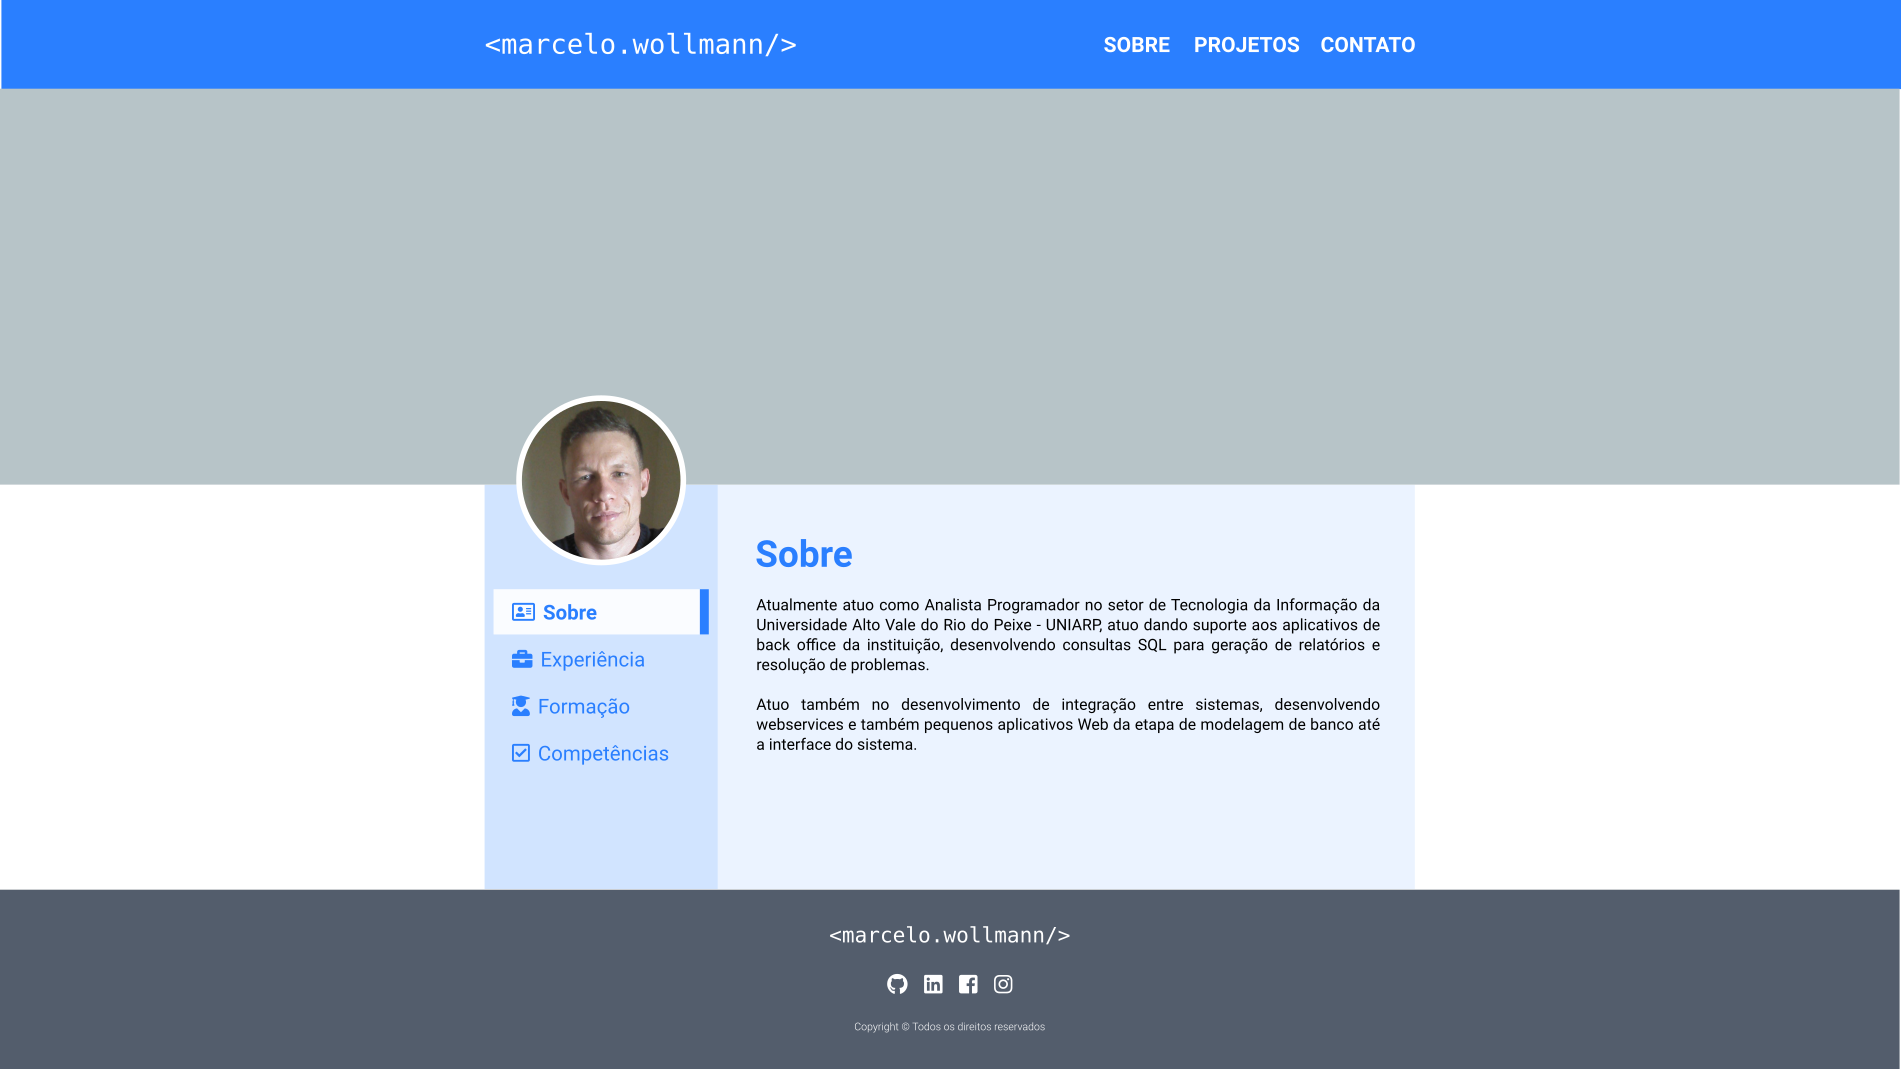 <marcelo.wollmann/>
SOBRE PROJETOS CONTATO
Sobre
Experiência
Formação
Competências
Sobre
Atualmente atuo como Analista Programador no setor de Tecnologia da Informação da
Universidade Alto Vale do Rio do Peixe - UNIARP, atuo dando suporte aos aplicativos de
back office da instituição, desenvolvendo consultas SQL para geração de relatórios e
resolução de problemas.
Atuo também no desenvolvimento de integração entre sistemas, desenvolvendo
webservices e também pequenos aplicativos Web da etapa de modelagem de banco até
a interface do sistema.
<marcelo.wollmann/>
Copyright © Todos os direitos reservados